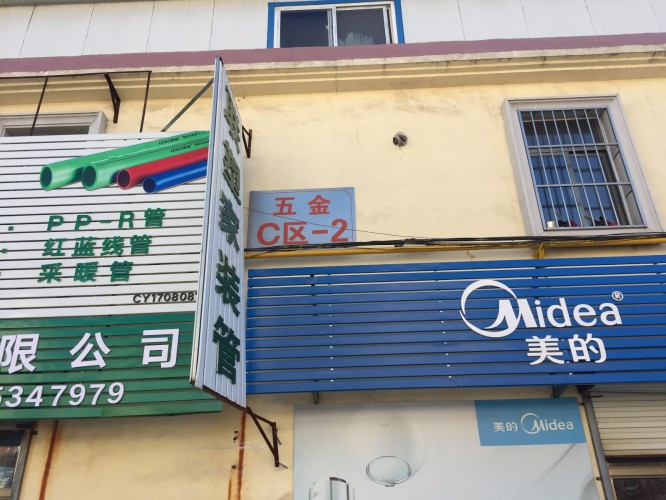 PP-R管
红蓝线管
采暖管
CY170808
限公司
5347979
家装管
五金
C区-2
Midea®
美的
美的 Midea